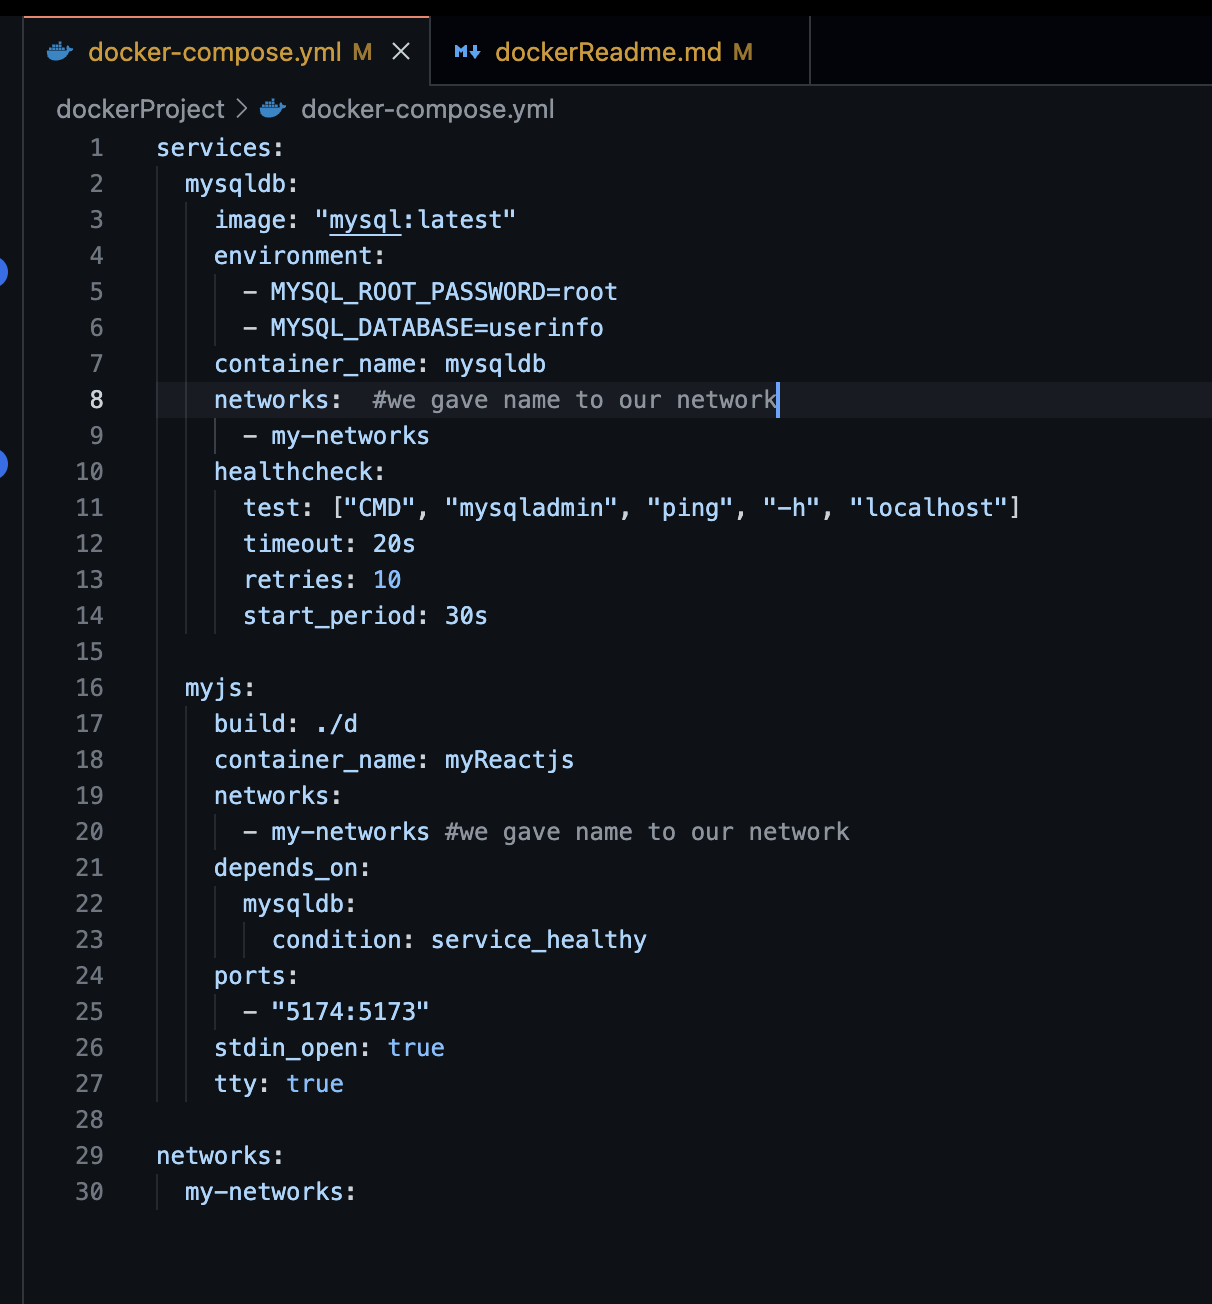 docker-compose.yml M × M↓ dockerReadme.md M
dockerProject > docker-compose.yml
1 services:
2   mysqldb:
3     image: "mysql:latest"
4     environment:
5       - MYSQL_ROOT_PASSWORD=root
6       - MYSQL_DATABASE=userinfo
7     container_name: mysqldb
8     networks:  #we gave name to our network
9       - my-networks
10     healthcheck:
11       test: ["CMD", "mysqladmin", "ping", "-h", "localhost"]
12       timeout: 20s
13       retries: 10
14       start_period: 30s
15
16   myjs:
17     build: ./d
18     container_name: myReactjs
19     networks:
20       - my-networks #we gave name to our network
21     depends_on:
22       mysqldb:
23         condition: service_healthy
24     ports:
25       - "5174:5173"
26     stdin_open: true
27     tty: true
28
29 networks:
30   my-networks: